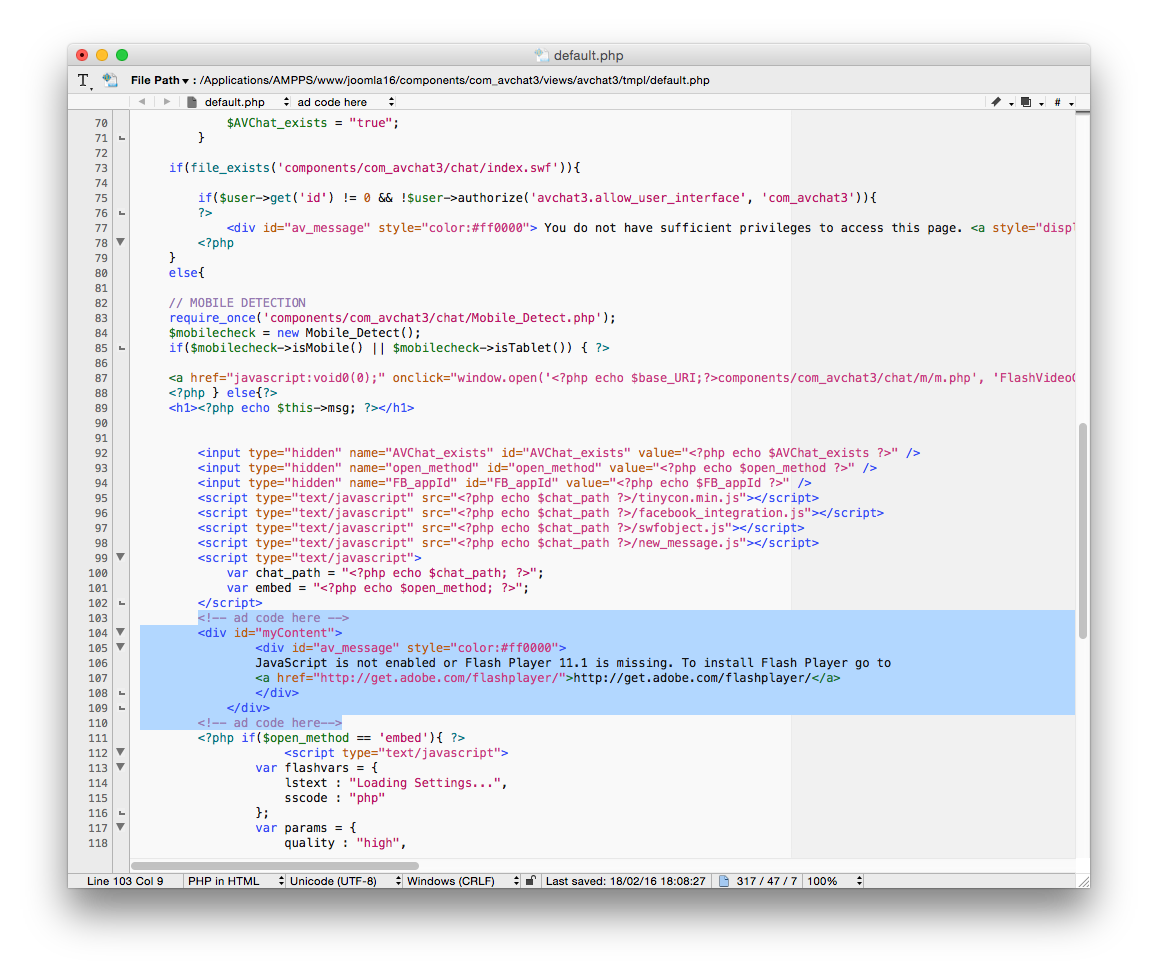 default.php
File Path ▾ : /Applications/AMPPS/www/joomla16/components/com_avchat3/views/avchat3/tmpl/default.php
default.php ad code here #
70 $AVChat_exists = "true";
71 }
72
73 if(file_exists('components/com_avchat3/chat/index.swf')){
74
75 if($user->get('id') != 0 && !$user->authorize('avchat3.allow_user_interface', 'com_avchat3')){
76 ?>
77 <div id="av_message" style="color:#ff0000"> You do not have sufficient privileges to access this page. <a style="displ
78 <?php
79 }
80 else{
81
82 // MOBILE DETECTION
83 require_once('components/com_avchat3/chat/Mobile_Detect.php');
84 $mobilecheck = new Mobile_Detect();
85 if($mobilecheck->isMobile() || $mobilecheck->isTablet()) { ?>
86
87 <a href="javascript:void0(0);" onclick="window.open('<?php echo $base_URI;?>components/com_avchat3/chat/m/m.php', 'FlashVideoC
88 <?php } else{?>
89 <h1><?php echo $this->msg; ?></h1>
90
91
92 <input type="hidden" name="AVChat_exists" id="AVChat_exists" value="<?php echo $AVChat_exists ?>" />
93 <input type="hidden" name="open_method" id="open_method" value="<?php echo $open_method ?>" />
94 <input type="hidden" name="FB_appId" id="FB_appId" value="<?php echo $FB_appId ?>" />
95 <script type="text/javascript" src="<?php echo $chat_path ?>/tinycon.min.js"></script>
96 <script type="text/javascript" src="<?php echo $chat_path ?>/facebook_integration.js"></script>
97 <script type="text/javascript" src="<?php echo $chat_path ?>/swfobject.js"></script>
98 <script type="text/javascript" src="<?php echo $chat_path ?>/new_message.js"></script>
99 <script type="text/javascript">
100 var chat_path = "<?php echo $chat_path; ?>";
101 var embed = "<?php echo $open_method; ?>";
102 </script>
103 <!-- ad code here -->
104 <div id="myContent">
105 <div id="av_message" style="color:#ff0000">
106 JavaScript is not enabled or Flash Player 11.1 is missing. To install Flash Player go to
107 <a href="http://get.adobe.com/flashplayer/">http://get.adobe.com/flashplayer/</a>
108 </div>
109 </div>
110 <!-- ad code here-->
111 <?php if($open_method == 'embed'){ ?>
112 <script type="text/javascript">
113 var flashvars = {
114 lstext : "Loading Settings...",
115 sscode : "php"
116 };
117 var params = {
118 quality : "high",
Line 103 Col 9 PHP in HTML Unicode (UTF-8) Windows (CRLF) Last saved: 18/02/16 18:08:27 317 / 47 / 7 100%